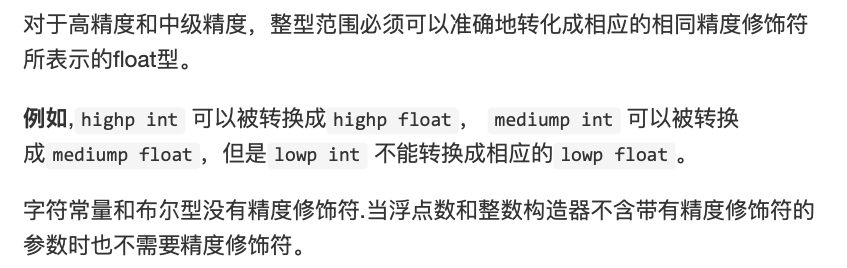 对于高精度和中级精度，整型范围必须可以准确地转化成相应的相同精度修饰符
所表示的float型。
例如, highp int 可以被转换成 highp float ， mediump int 可以被转换
成 mediump float ，但是 lowp int 不能转换成相应的 lowp float 。
字符常量和布尔型没有精度修饰符.当浮点数和整数构造器不含带有精度修饰符的
参数时也不需要精度修饰符。